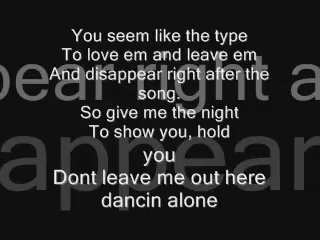 You seem like the type
To love em and leave em
And disappear right after the
song.
So give me the night
To show you, hold
you
Dont leave me out here
dancin alone
pear right a
appear